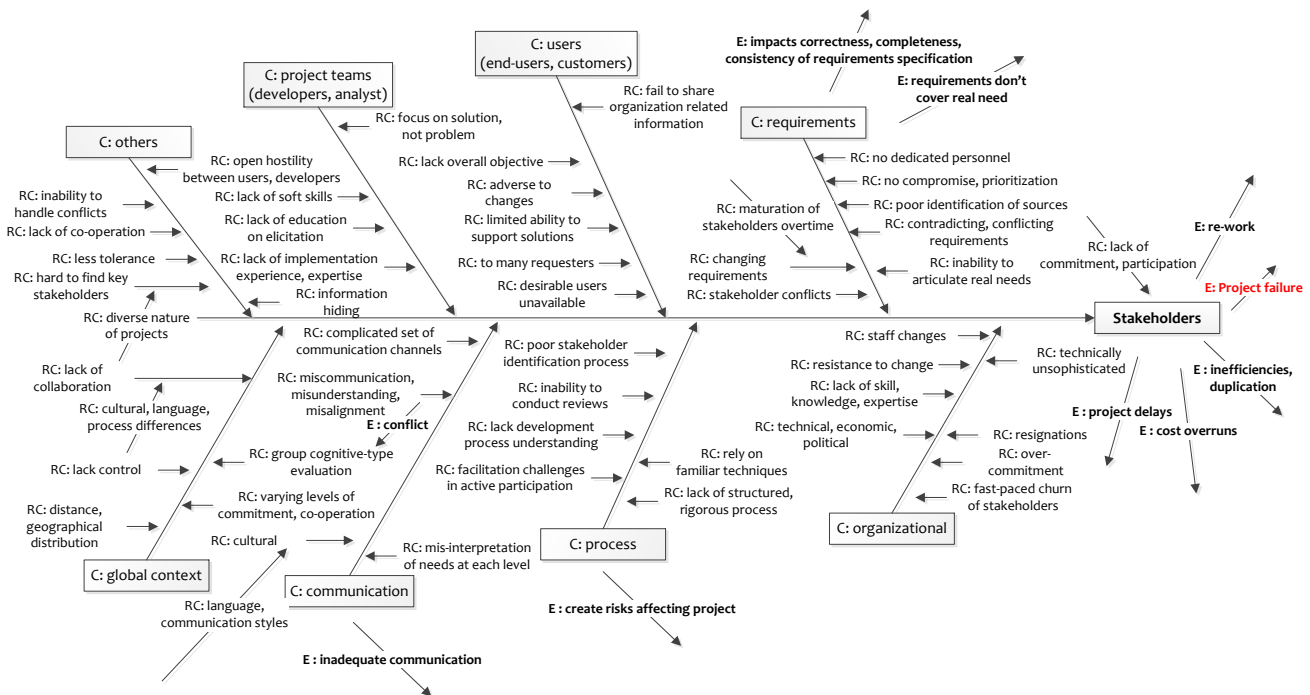 C: users
(end-users, customers)
E: impacts correctness, completeness,
consistency of requirements specification
C: project teams
(developers, analyst)
E: requirements don't
cover real need
RC: fail to share
organization related
information
C: requirements
RC: focus on solution,
not problem
C: others
RC: open hostility
between users, developers
RC: lack overall objective
RC: no dedicated personnel
RC: no compromise, prioritization
RC: inability to
handle conflicts
RC: lack of soft skills
RC: adverse to
changes
RC: maturation of
stakeholders overtime
RC: poor identification of sources
RC: lack of co-operation
RC: lack of education
on elicitation
RC: limited ability to
support solutions
RC: contradicting, conflicting
requirements
E: re-work
RC: lack of
commitment, participation
RC: less tolerance
RC: lack of implementation
experience, expertise
RC: to many requesters
RC: changing
requirements
RC: inability to
articulate real needs
RC: hard to find key
stakeholders
RC: information
hiding
RC: desirable users
unavailable
RC: stakeholder conflicts
E: Project failure
RC: diverse nature
of projects
Stakeholders
RC: complicated set of
communication channels
RC: poor stakeholder
identification process
RC: staff changes
RC: technically
unsophisticated
RC: lack of
collaboration
RC: miscommunication,
misunderstanding,
misalignment
RC: resistance to change
E : inefficiencies,
duplication
RC: inability to
conduct reviews
RC: lack of skill,
knowledge, expertise
RC: cultural, language,
process differences
E : conflict
RC: lack development
process understanding
RC: technical, economic,
political
E : project delays
E : cost overruns
RC: resignations
RC: lack control
RC: group cognitive-type
evaluation
RC: facilitation challenges
in active participation
RC: rely on
familiar techniques
RC: over-
commitment
RC: distance,
geographical
distribution
RC: varying levels of
commitment, co-operation
RC: lack of structured,
rigorous process
RC: fast-paced churn
of stakeholders
RC: cultural
RC: mis-interpretation
of needs at each level
C: process
C: organizational
C: global context
C: communication
RC: language,
communication styles
E : create risks affecting project
E : inadequate communication